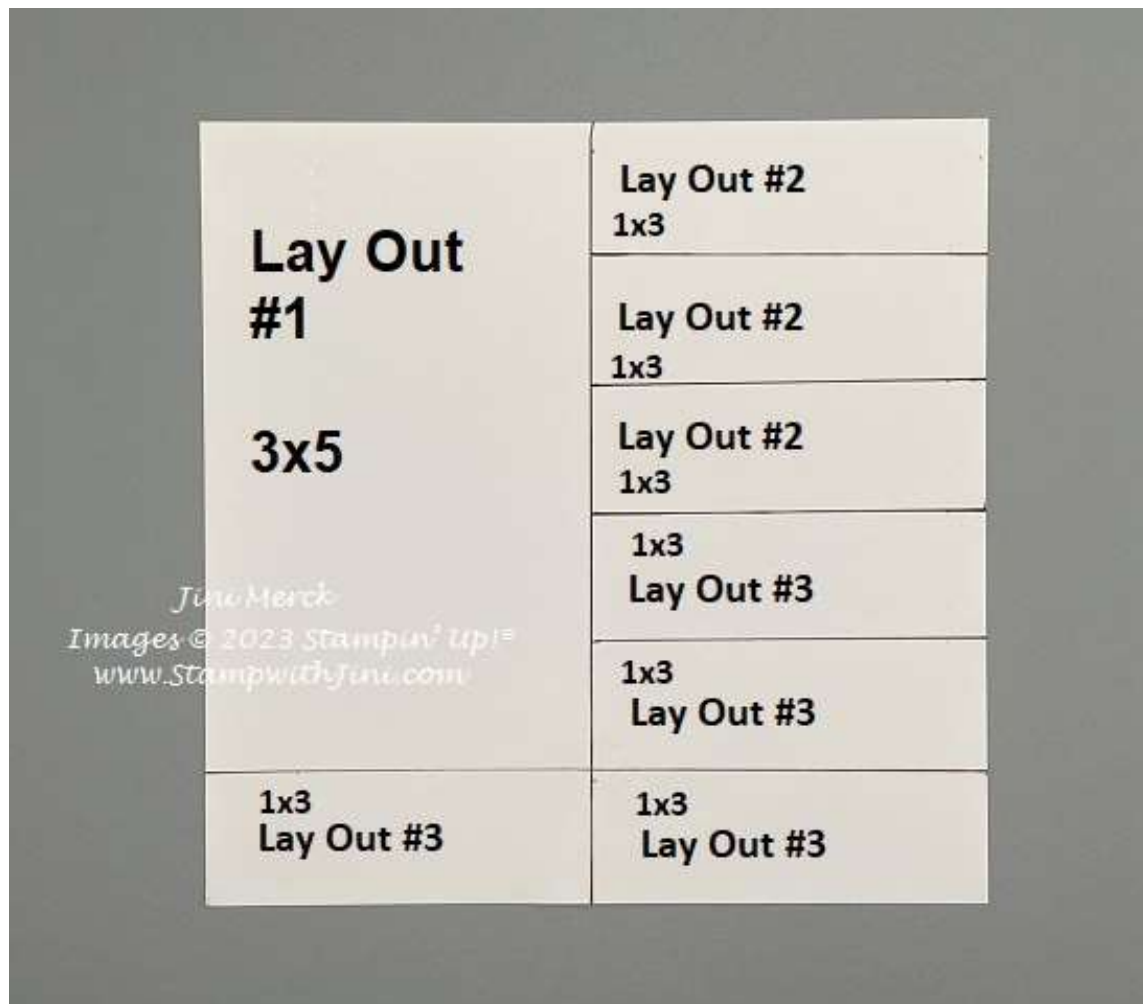 Lay Out
#1
3x5
Lay Out #2
1x3
Lay Out #2
1x3
Lay Out #2
1x3
1x3
Lay Out #3
1x3
Lay Out #3
1x3
Lay Out #3
1x3
Lay Out #3
Jini Merck
Images © 2023 Stampin' Up!®
www.StampwithJini.com